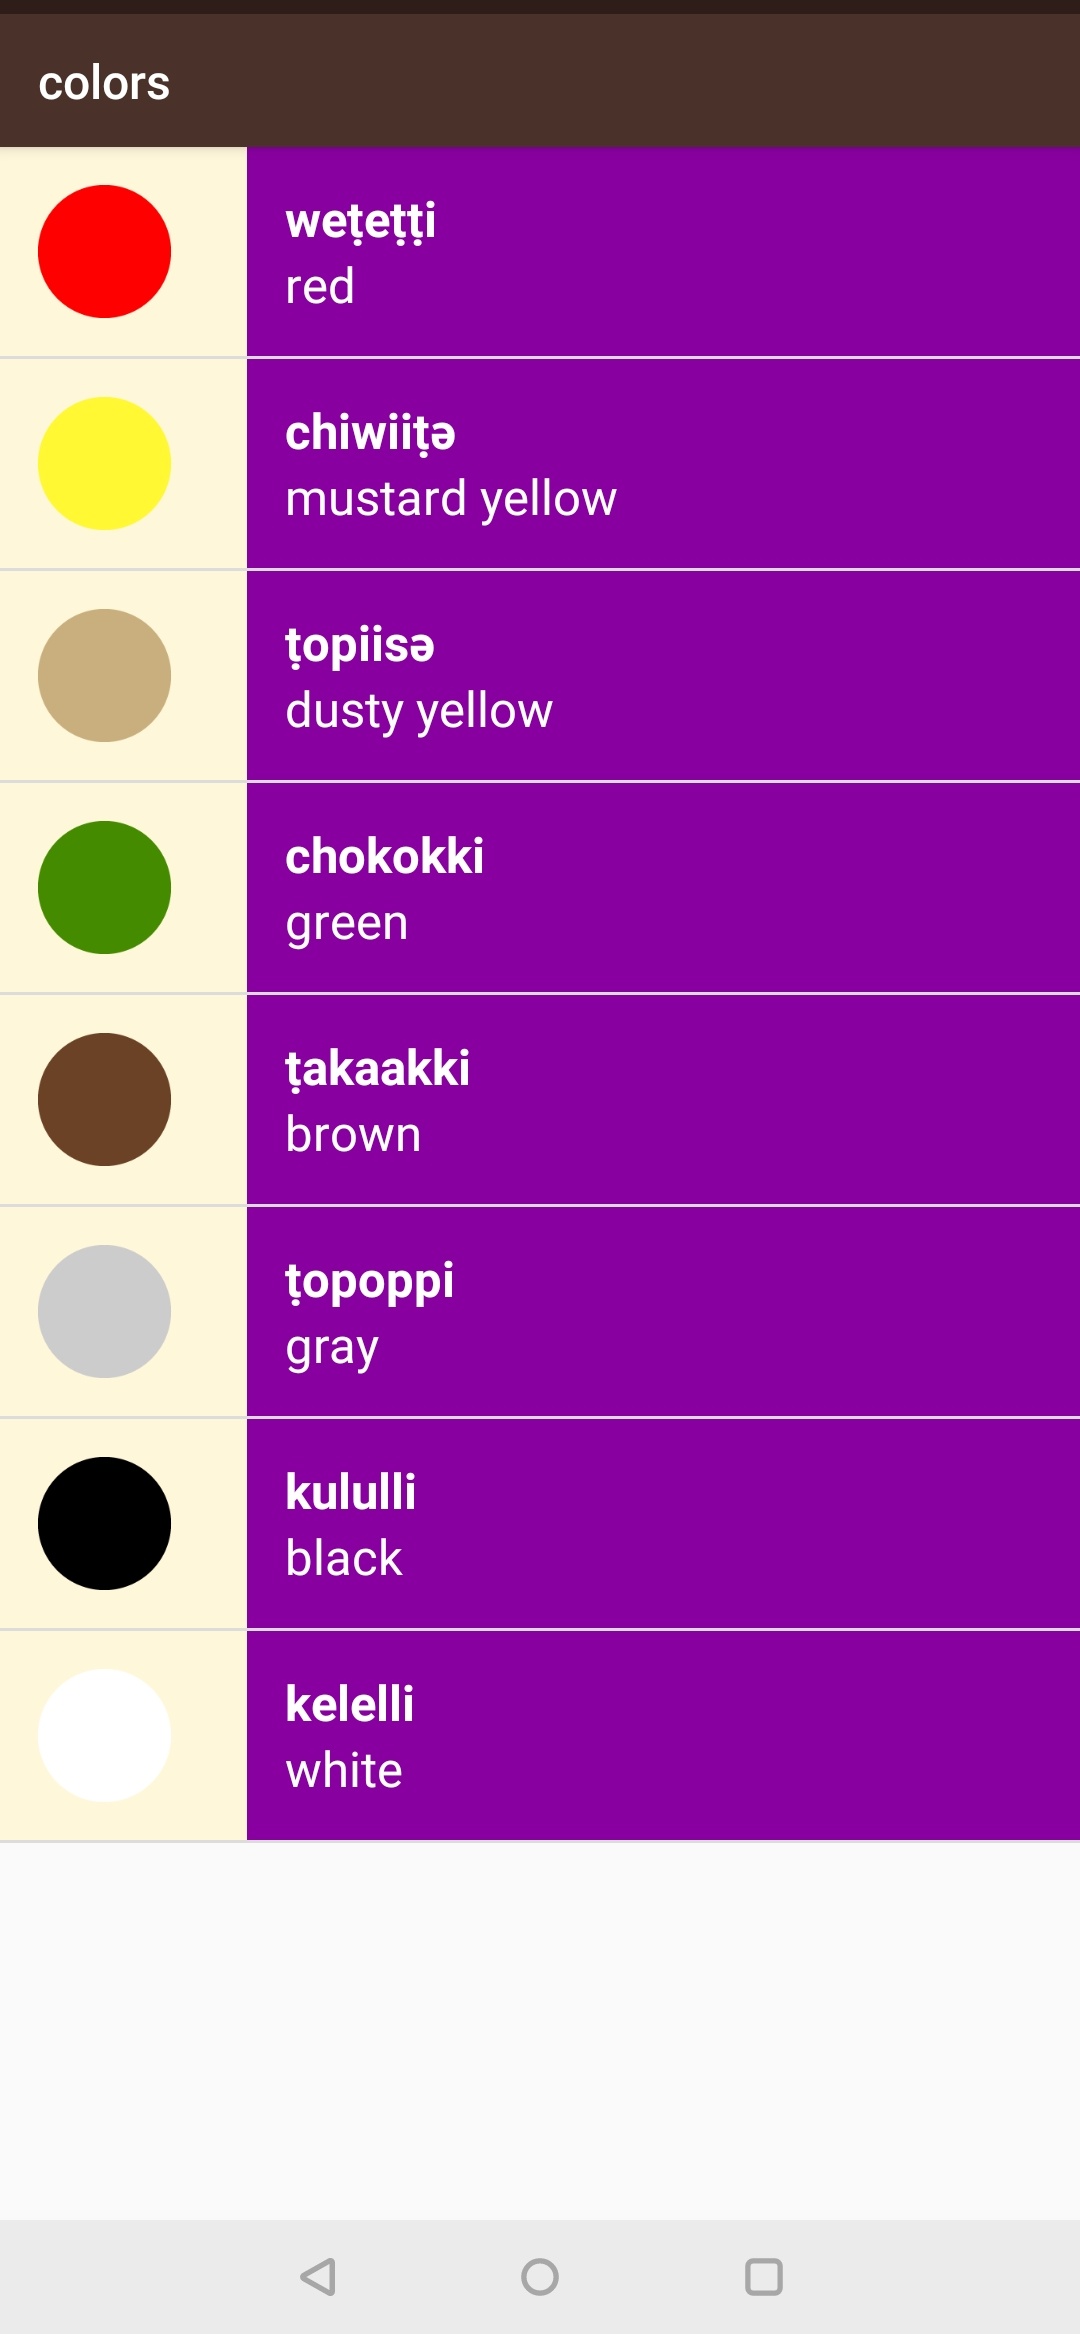 colors
weṭeṭṭi
red
chiwiiṭə
mustard yellow
ṭopiisə
dusty yellow
chokokki
green
ṭakaakki
brown
ṭopoppi
gray
kululli
black
kelelli
white